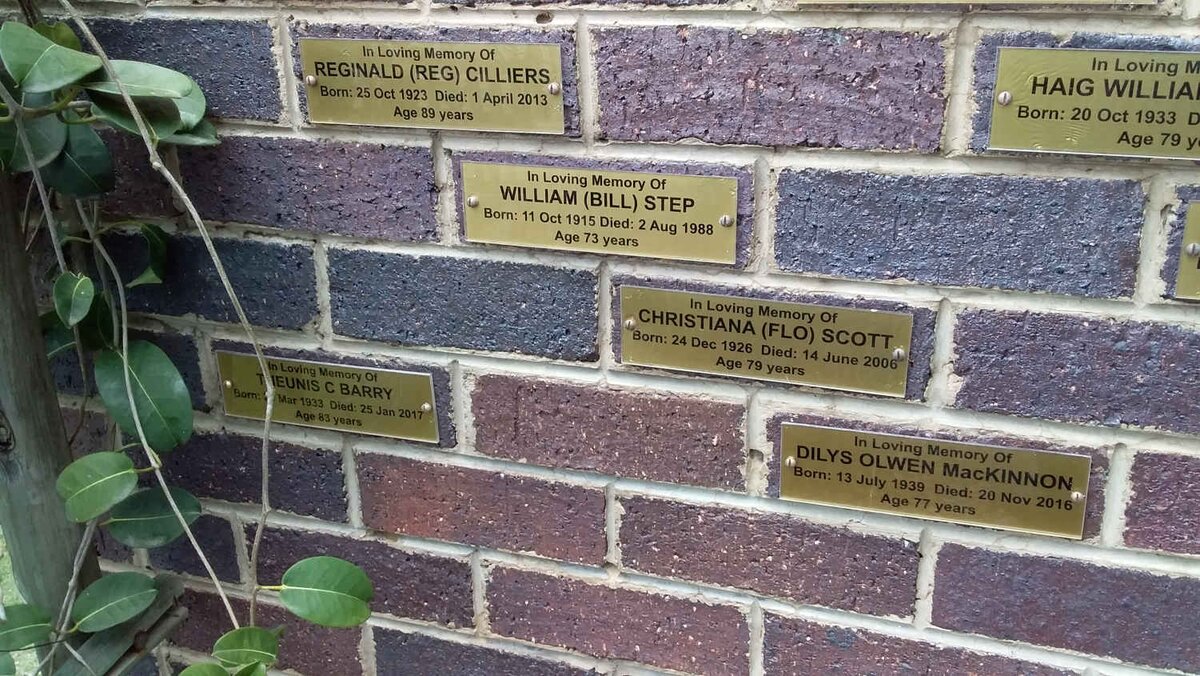 In Loving Memory Of
REGINALD (REG) CILLIERS
Born: 25 Oct 1923 Died: 1 April 2013
Age 89 years
In Loving M
HAIG WILLIA
Born: 20 Oct 1933 D
Age 79 ye
In Loving Memory Of
WILLIAM (BILL) STEP
Born: 11 Oct 1915 Died: 2 Aug 1988
Age 73 years
In Loving Memory Of
CHRISTIANA (FLO) SCOTT
Born: 24 Dec 1926 Died: 14 June 2006
Age 79 years
In Loving Memory Of
THEUNIS C BARRY
Born: Mar 1933 Died: 25 Jan 2017
Age 83 years
In Loving Memory Of
DILYS OLWEN MacKINNON
Born: 13 July 1939 Died: 20 Nov 2016
Age 77 years